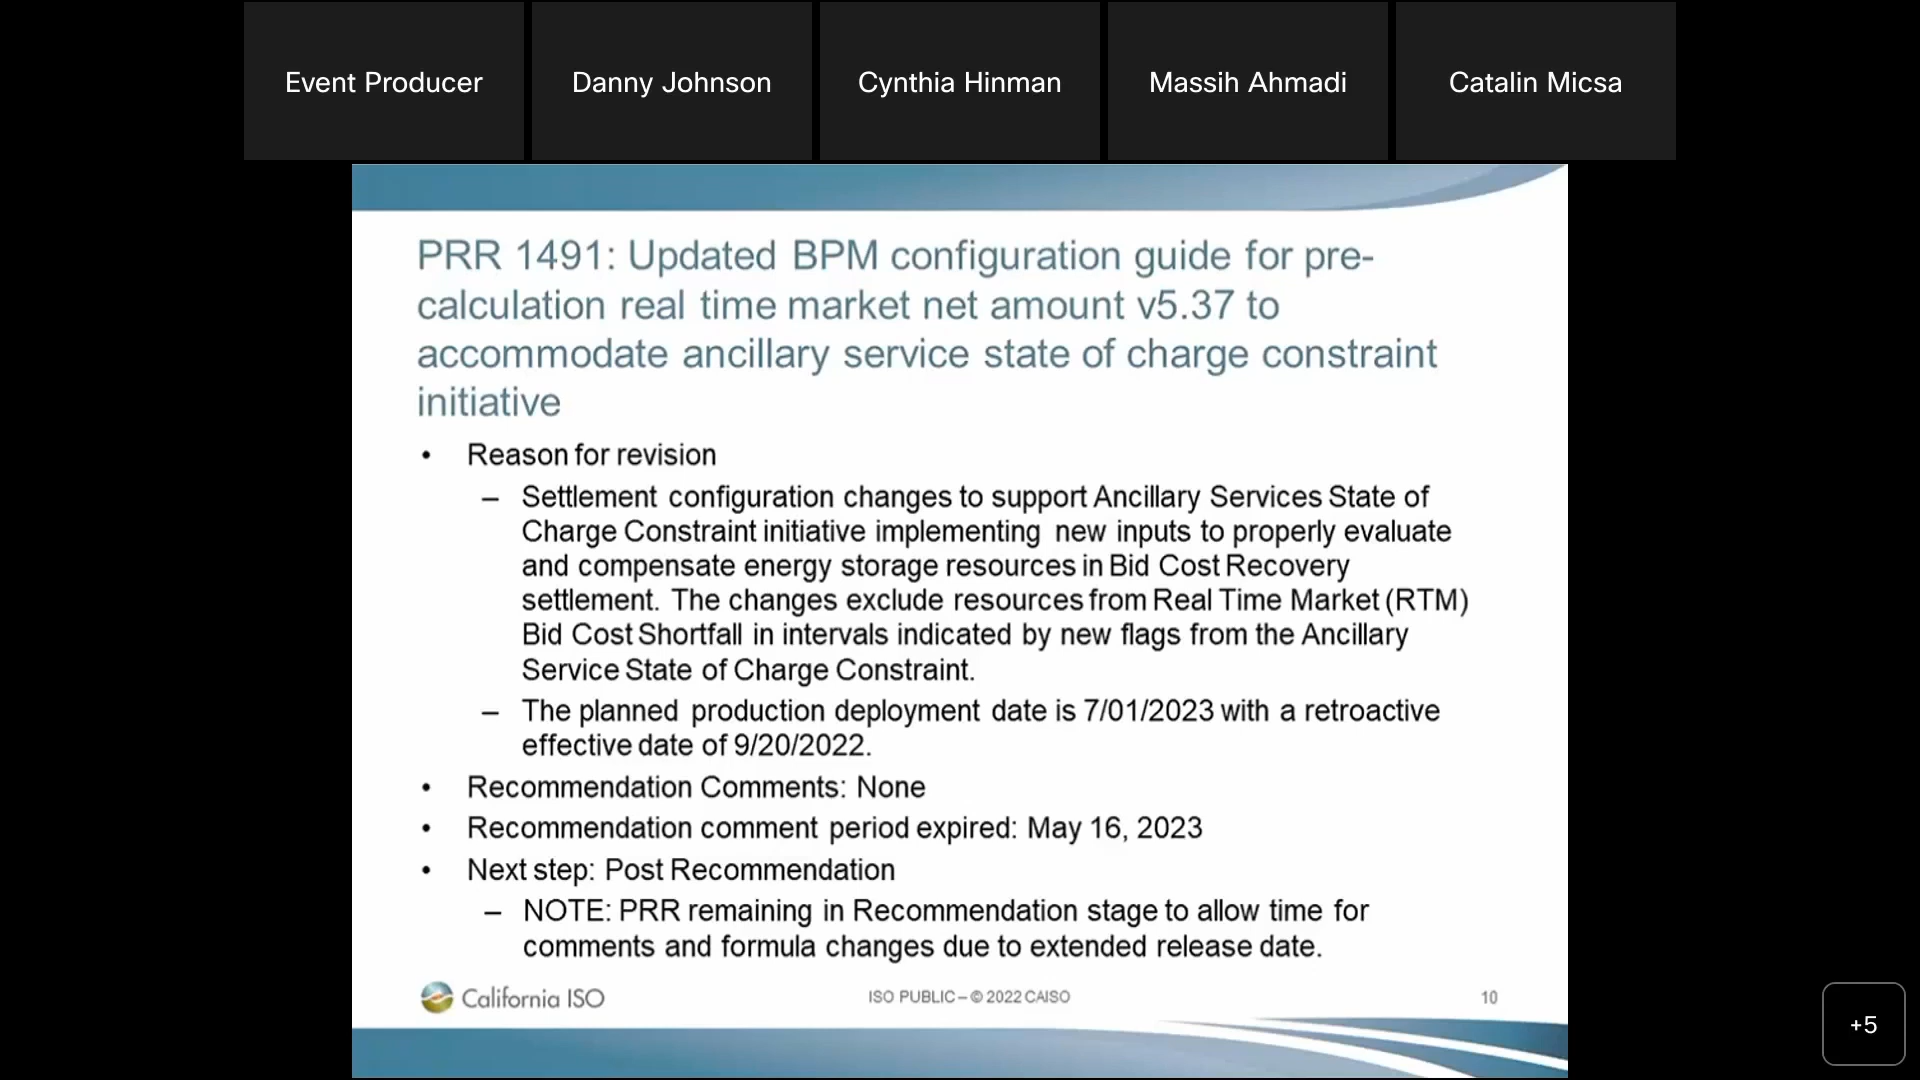 Event Producer
Danny Johnson
Cynthia Hinman
Massih Ahmadi
Catalin Micsa
PRR 1491: Updated BPM configuration guide for pre-
calculation real time market net amount v5.37 to
accommodate ancillary service state of charge constraint
initiative
• Reason for revision
– Settlement configuration changes to support Ancillary Services State of
Charge Constraint initiative implementing new inputs to properly evaluate
and compensate energy storage resources in Bid Cost Recovery
settlement. The changes exclude resources from Real Time Market (RTM)
Bid Cost Shortfall in intervals indicated by new flags from the Ancillary
Service State of Charge Constraint.
– The planned production deployment date is 7/01/2023 with a retroactive
effective date of 9/20/2022.
• Recommendation Comments: None
• Recommendation comment period expired: May 16, 2023
• Next step: Post Recommendation
– NOTE: PRR remaining in Recommendation stage to allow time for
comments and formula changes due to extended release date.
California ISO
ISO PUBLIC – © 2022 CAISO
10
+5